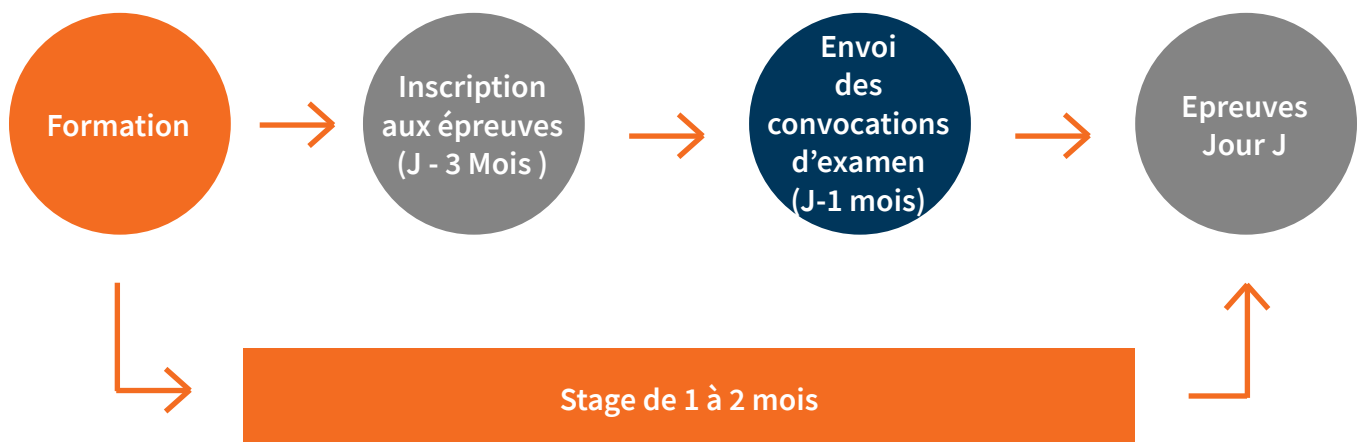 Formation
Inscription
aux épreuves
(J - 3 Mois )
Envoi
des
convocations
d’examen
(J-1 mois)
Epreuves
Jour J
Stage de 1 à 2 mois